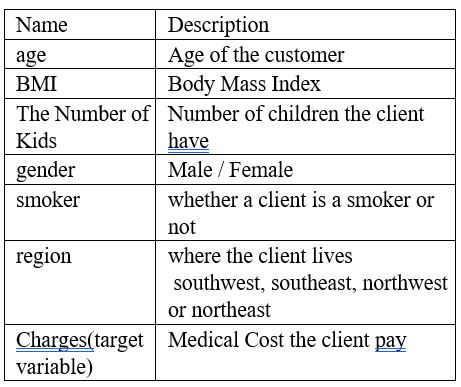 Name Description
age Age of the customer
BMI Body Mass Index
The Number of Number of children the client
Kids have
gender Male / Female
smoker whether a client is a smoker or
not
region where the client lives
southwest, southeast, northwest
or northeast
Charges(target Medical Cost the client pay
variable)